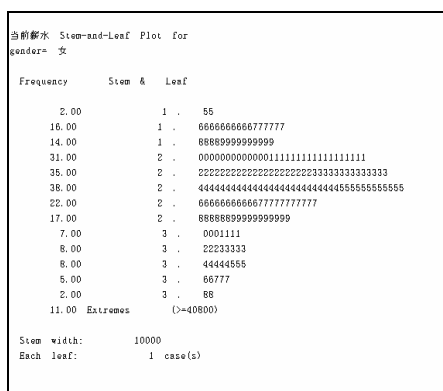 当前薪水 Stem-and-Leaf Plot for
gender= 女
Frequency Stem & Leaf
2.00 1 . 55
16.00 1 . 6666666666777777
14.00 1 . 88889999999999
31.00 2 . 0000000000000111111111111111111
35.00 2 . 22222222222222222222233333333333333
38.00 2 . 44444444444444444444444444555555555555
22.00 2 . 6666666666677777777777
17.00 2 . 88888899999999999
7.00 3 . 0001111
8.00 3 . 22233333
8.00 3 . 44444555
5.00 3 . 66777
2.00 3 . 88
11.00 Extremes (>=40800)
Stem width: 10000
Each leaf: 1 case(s)